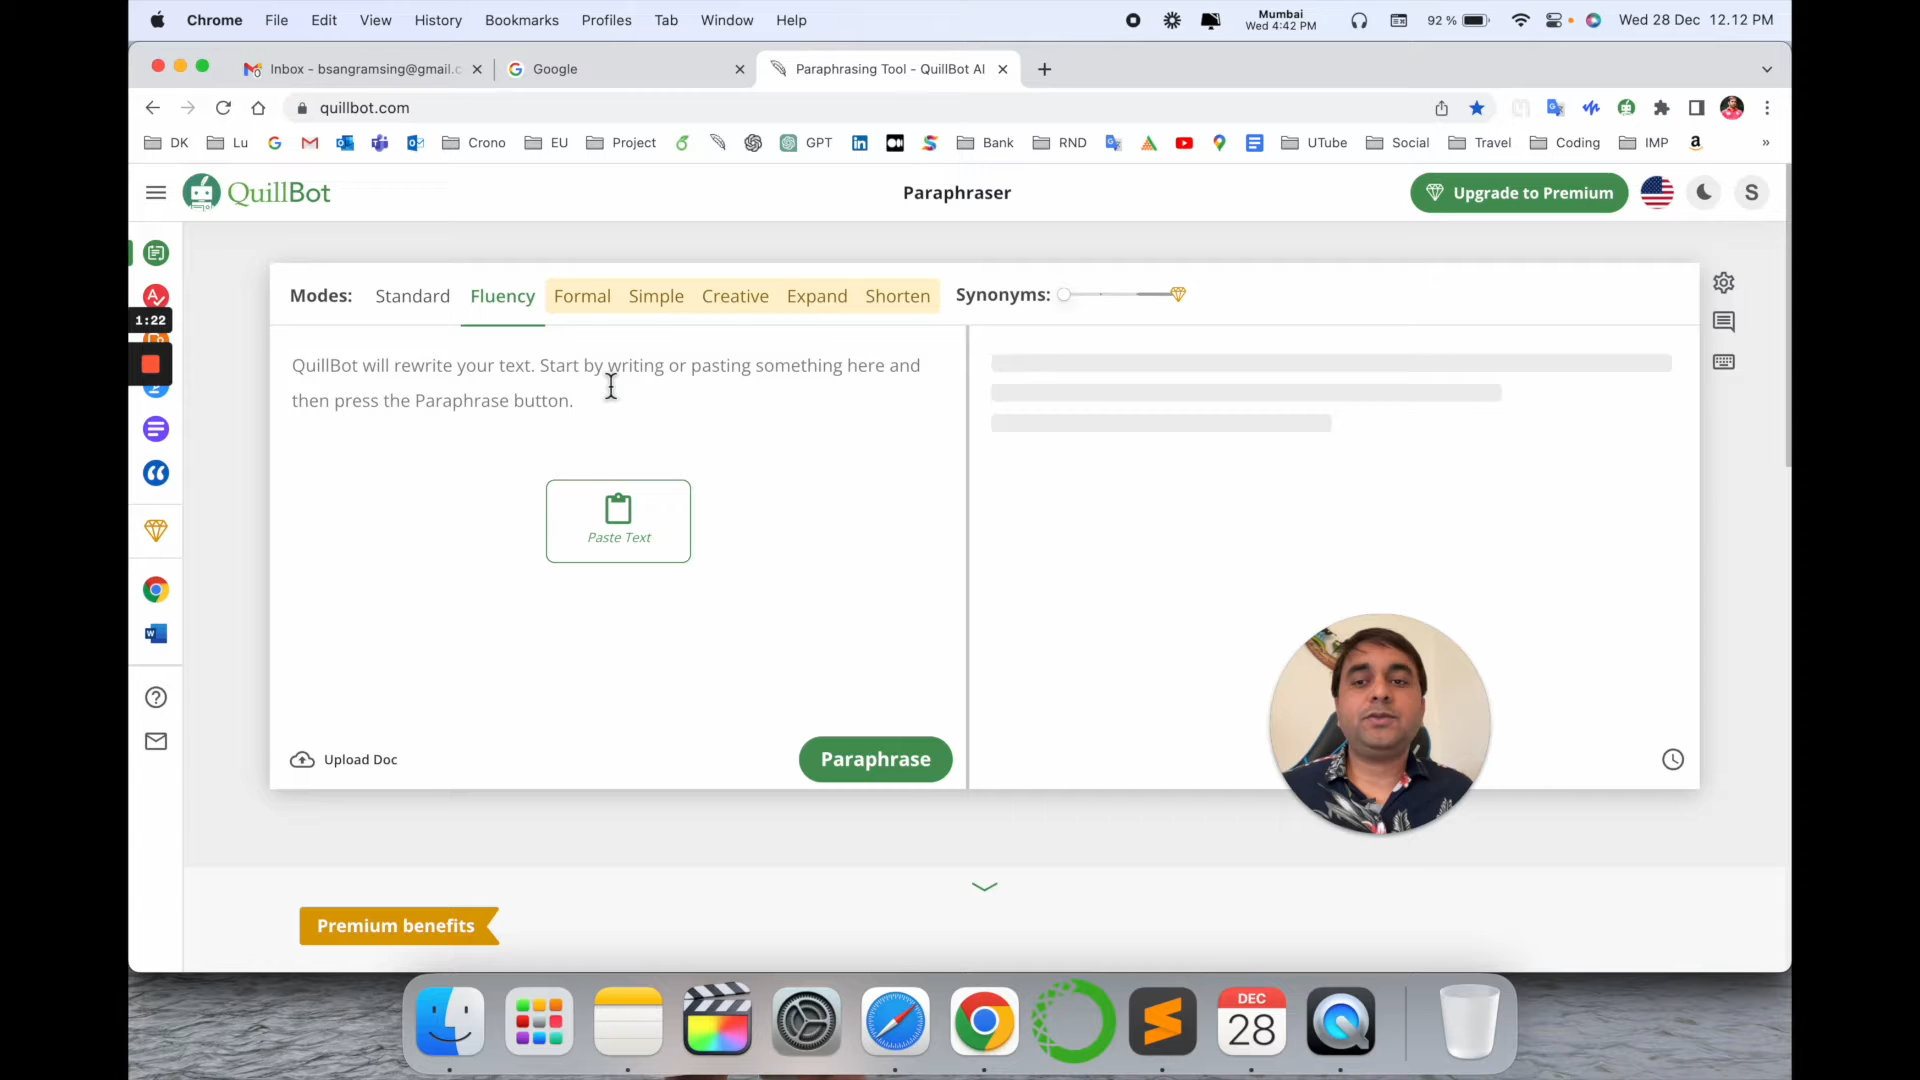 Chrome File Edit View History Bookmarks Profiles Tab Window Help Mumbai Wed 4:42 PM 92 % Wed 28 Dec 12.12 PM
Inbox - bsangramsing@gmail.c Google Paraphrasing Tool - QuillBot AI
quillbot.com
DK Lu Crono EU Project GPT Bank RND UTube Social Travel Coding IMP »
QuillBot Paraphraser Upgrade to Premium S
Modes: Standard Fluency Formal Simple Creative Expand Shorten Synonyms:
1:22
QuillBot will rewrite your text. Start by writing or pasting something here and
then press the Paraphrase button.
Paste Text
Upload Doc Paraphrase
Premium benefits
DEC
28